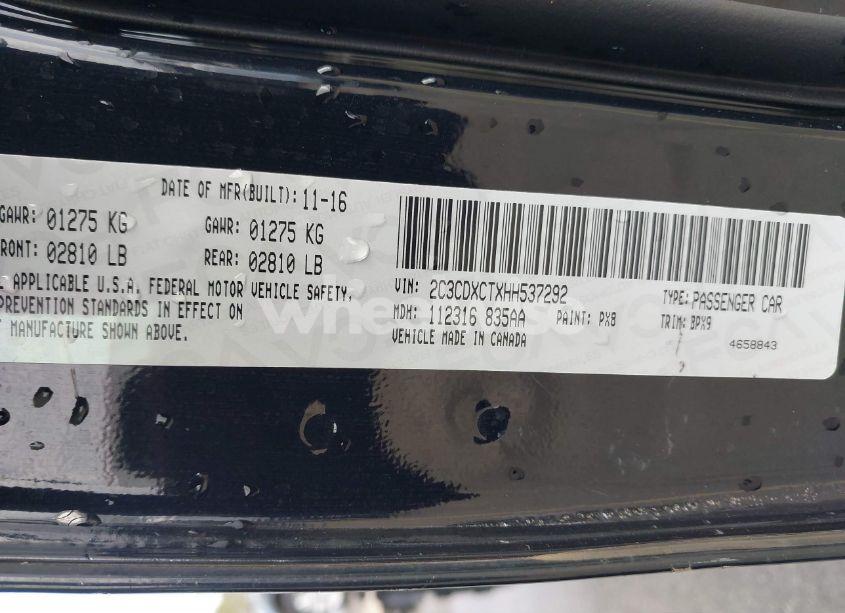 DATE OF MFR(BUILT): 11-16
GAWR: 01275 KG GAWR: 01275 KG
FRONT: 02810 LB REAR: 02810 LB
APPLICABLE U.S.A. FEDERAL MOTOR VEHICLE SAFETY,
PREVENTION STANDARDS IN EFFECT ON
MANUFACTURE SHOWN ABOVE.
VIN: 2C3CDXCTXHH537292 TYPE: PASSENGER CAR
MDH: 112316 835AA PAINT: PX8 TRIM: BPX9
VEHICLE MADE IN CANADA 4658843